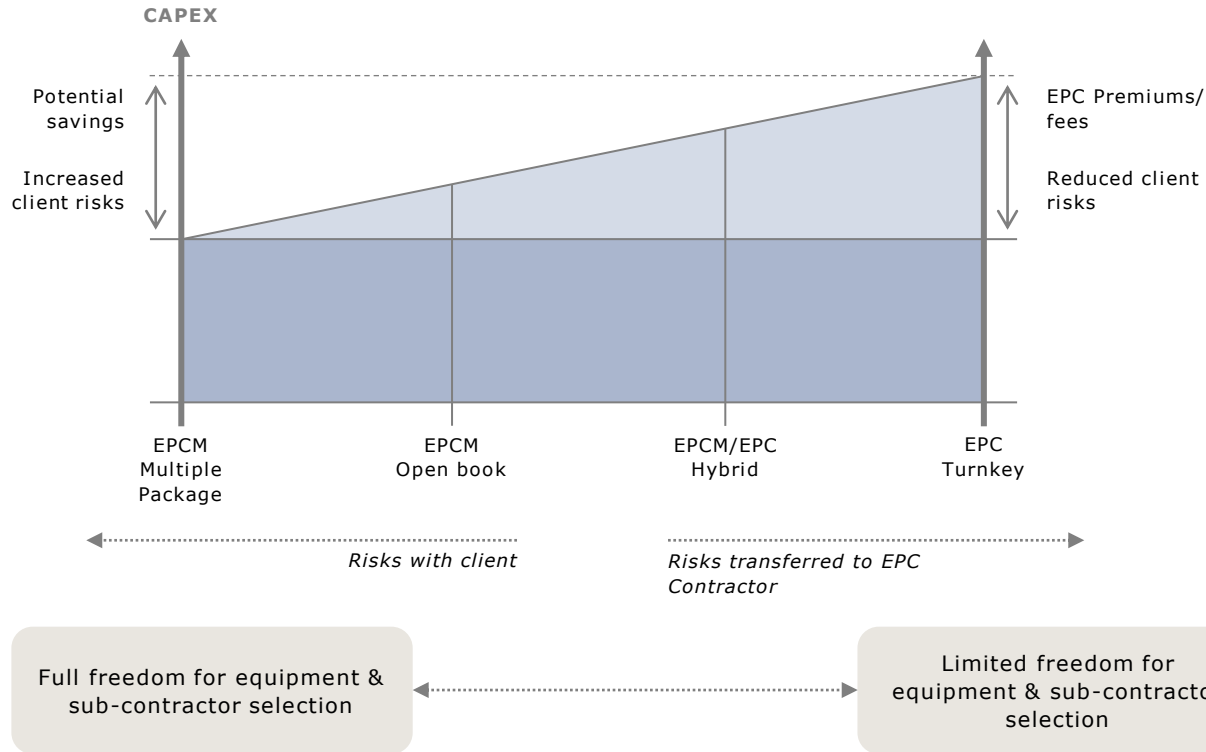 CAPEX
Potential
savings
Increased
client risks
EPC Premiums/
fees
Reduced client
risks
EPCM
Multiple
Package
EPCM
Open book
EPCM/EPC
Hybrid
EPC
Turnkey
Risks with client
Risks transferred to EPC
Contractor
Full freedom for equipment &
sub-contractor selection
Limited freedom for
equipment & sub-contracto
selection